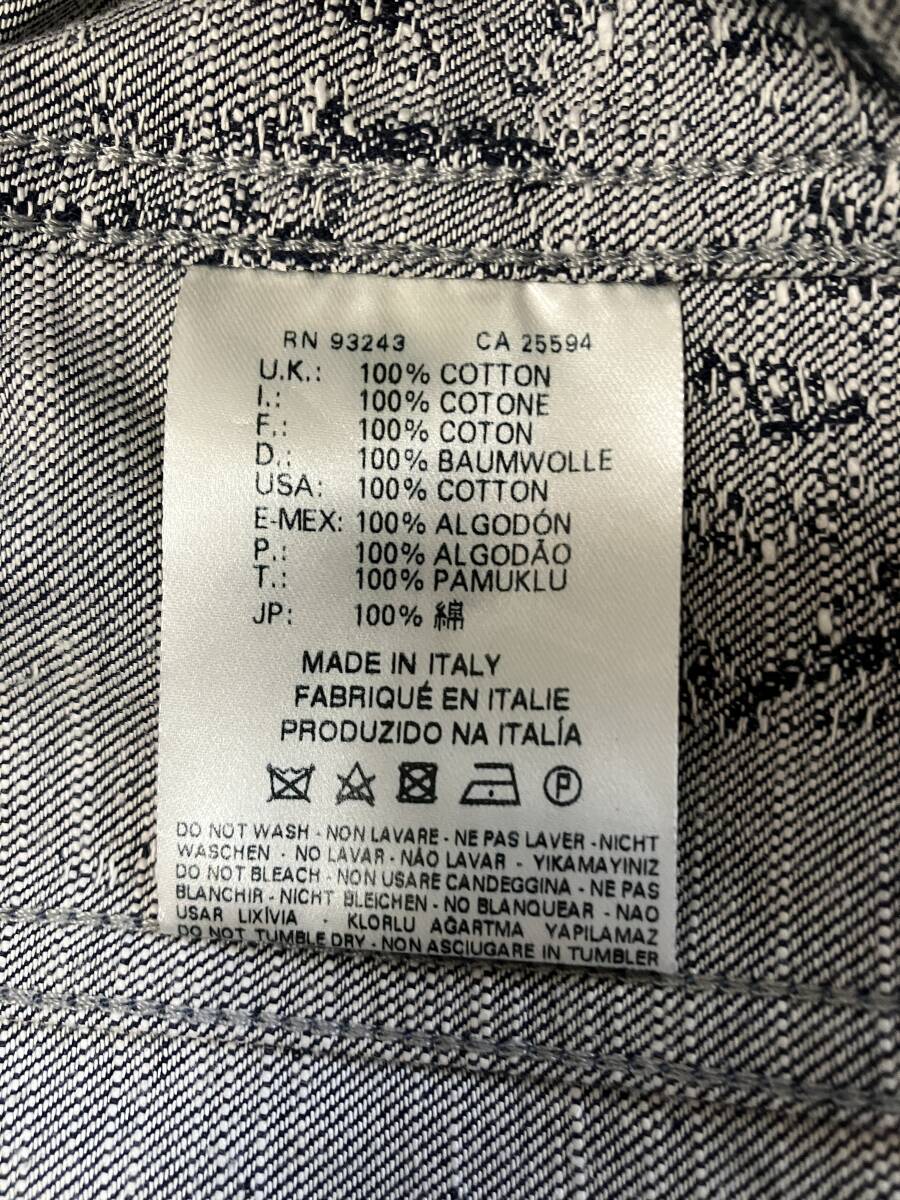 RN 93243 CA 25594
U.K.: 100% COTTON
I.: 100% COTONE
F.: 100% COTON
D.: 100% BAUMWOLLE
USA: 100% COTTON
E-MEX: 100% ALGODÓN
P.: 100% ALGODÃO
T.: 100% PAMUKLU
JP: 100% 綿
MADE IN ITALY
FABRIQUÉ EN ITALIE
PRODUZIDO NA ITALÍA
P
DO NOT WASH - NON LAVARE - NE PAS LAVER - NICHT
WASCHEN - NO LAVAR - NÃO LAVAR - YIKAMAYINIZ
DO NOT BLEACH - NON USARE CANDEGGINA - NE PAS
BLANCHIR - NICHT BLEICHEN - NO BLANQUEAR - NAO
USAR LIXÍVIA - KLORLU AĞARTMA YAPILAMAZ
DO NOT TUMBLE DRY - NON ASCIUGARE IN TUMBLER